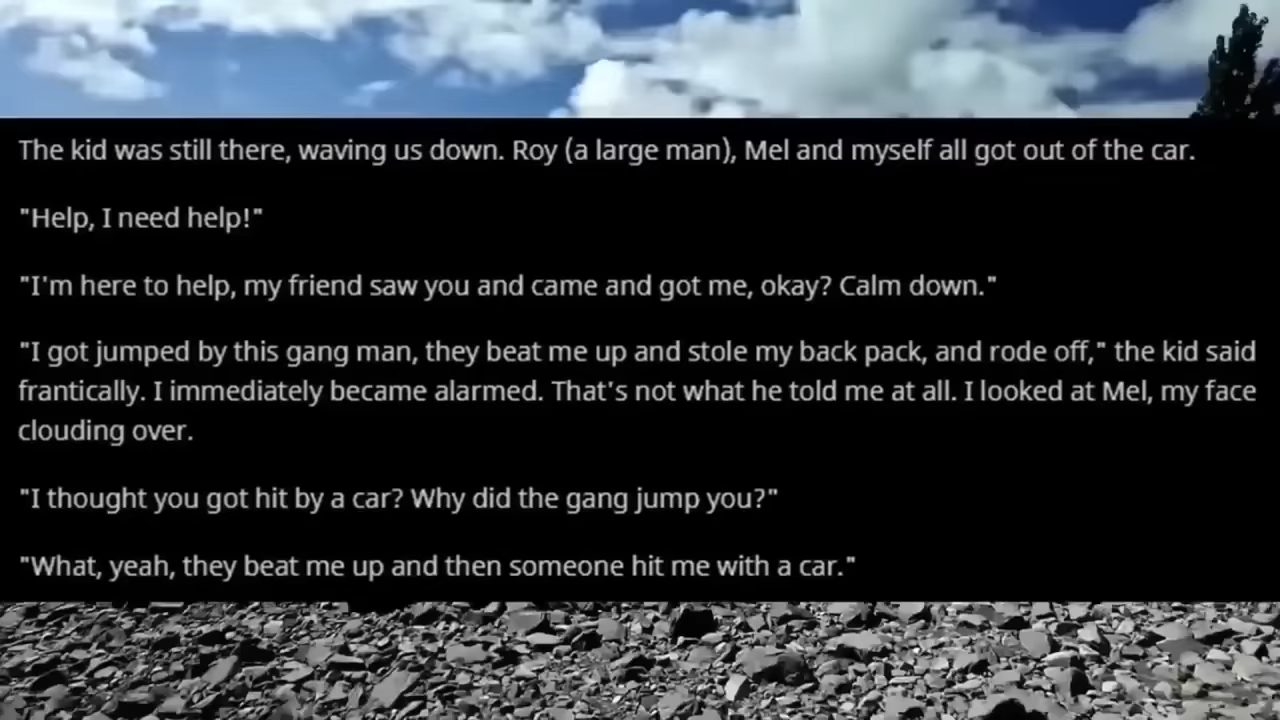 The kid was still there, waving us down. Roy (a large man), Mel and myself all got out of the car.
"Help, I need help!"
"I'm here to help, my friend saw you and came and got me, okay? Calm down."
"I got jumped by this gang man, they beat me up and stole my back pack, and rode off," the kid said
frantically. I immediately became alarmed. That's not what he told me at all. I looked at Mel, my face
clouding over.
"I thought you got hit by a car? Why did the gang jump you?"
"What, yeah, they beat me up and then someone hit me with a car."